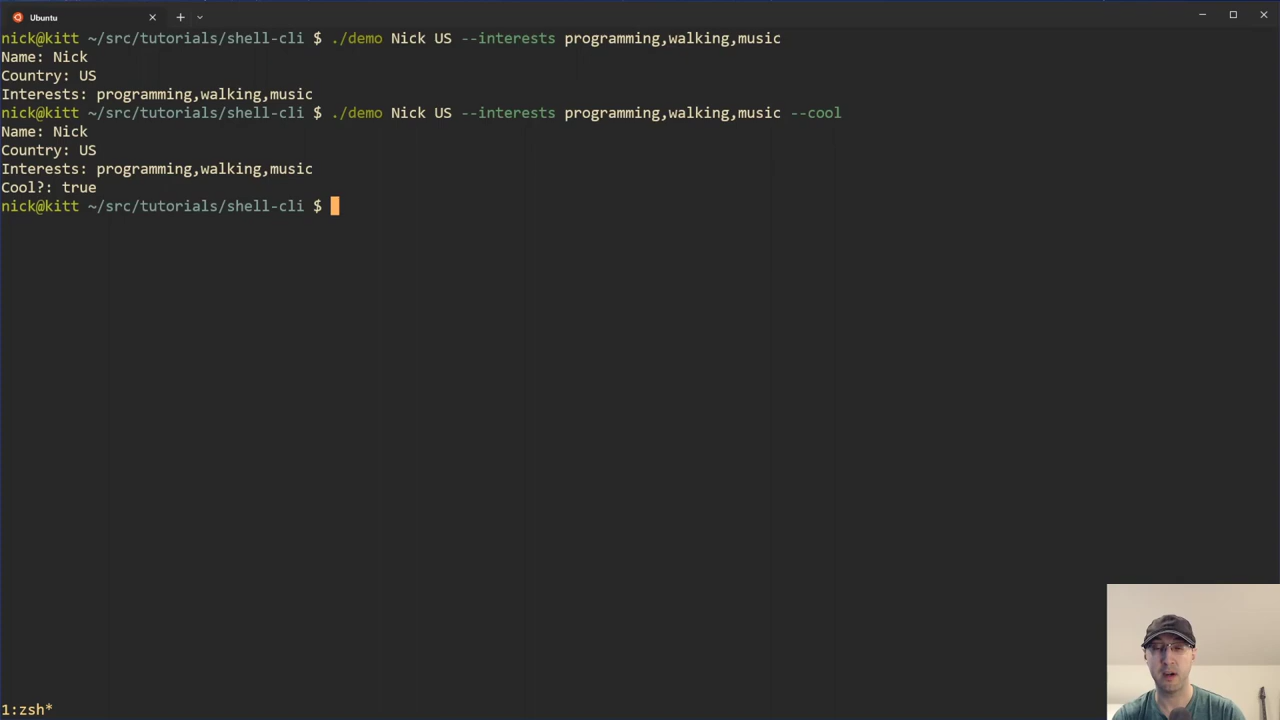 Ubuntu
nick@kitt ~/src/tutorials/shell-cli $ ./demo Nick US --interests programming,walking,music
Name: Nick
Country: US
Interests: programming,walking,music
nick@kitt ~/src/tutorials/shell-cli $ ./demo Nick US --interests programming,walking,music --cool
Name: Nick
Country: US
Interests: programming,walking,music
Cool?: true
nick@kitt ~/src/tutorials/shell-cli $
1:zsh*